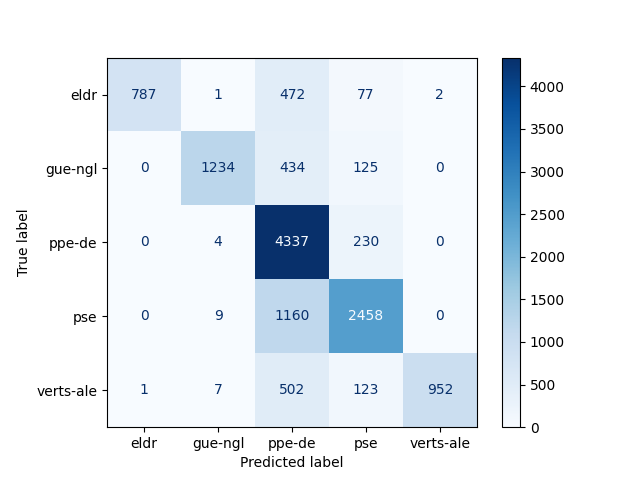 eldr 787 1 472 77 2
gue-ngl 0 1234 434 125 0
ppe-de 0 4 4337 230 0
pse 0 9 1160 2458 0
verts-ale 1 7 502 123 952
eldr gue-ngl ppe-de pse verts-ale
Predicted label
True label
4000
3500
3000
2500
2000
1500
1000
500
0